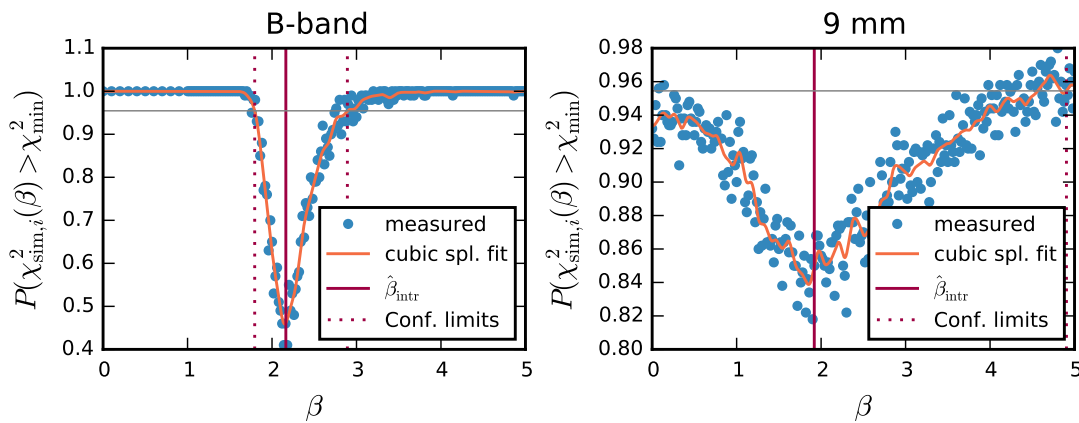 B-band
1.1
1.0
0.9
0.8
0.7
0.6
0.5
0.4
0 1 2 3 4 5
P(χ²sim,i(β) > χ²min)
β
measured
cubic spl. fit
β̂intr
Conf. limits
9 mm
0.98
0.96
0.94
0.92
0.90
0.88
0.86
0.84
0.82
0.80
0 1 2 3 4 5
P(χ²sim,i(β) > χ²min)
β
measured
cubic spl. fit
β̂intr
Conf. limits